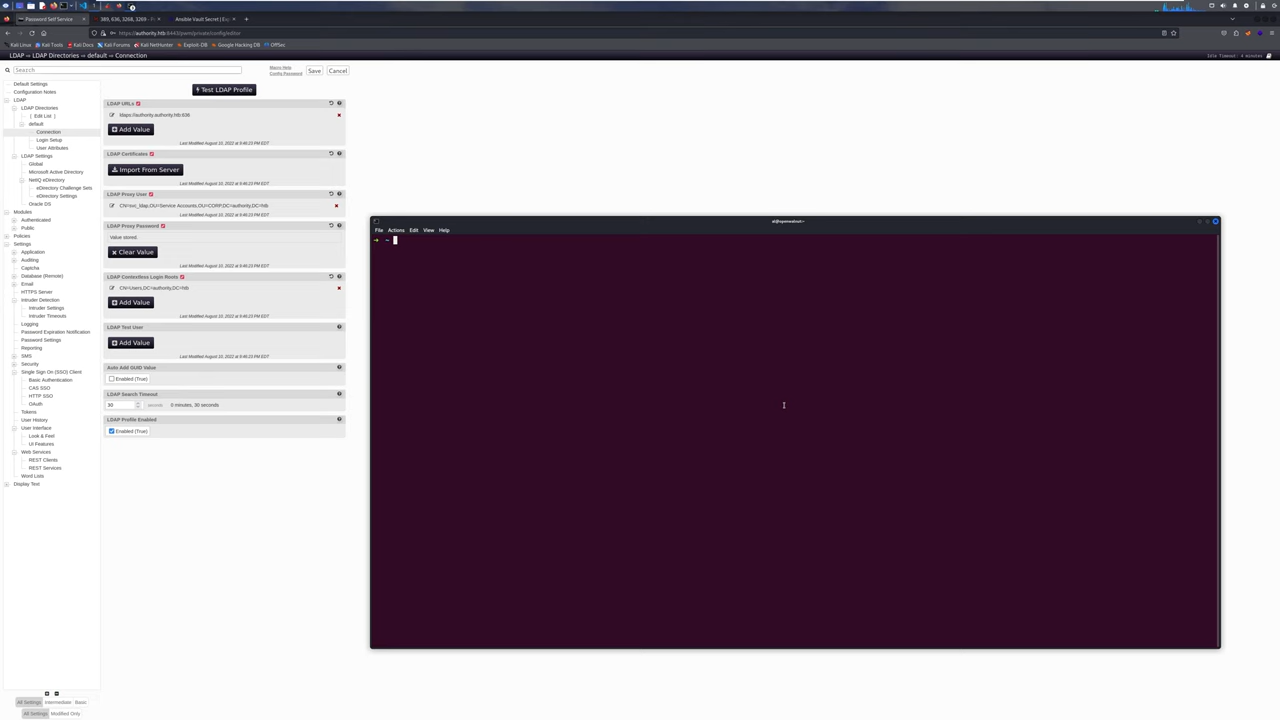 Password Self Service
389, 636, 3268, 3269 - P
Ansible Vault Secret | Ex
https://authority.htb:8443/pwm/private/config/editor
Kali Linux
Kali Tools
Kali Docs
Kali Forums
Kali NetHunter
Exploit-DB
Google Hacking DB
OffSec
LDAP ⇨ LDAP Directories ⇨ default ⇨ Connection
Idle Timeout: 4 minutes
Search
Macro Help
Config Password
Save
Cancel
Default Settings
Configuration Notes
LDAP
LDAP Directories
[ Edit List ]
default
Connection
Login Setup
User Attributes
LDAP Settings
Global
Microsoft Active Directory
NetIQ eDirectory
eDirectory Challenge Sets
eDirectory Settings
Oracle DS
Modules
Authenticated
Public
Policies
Settings
Application
Auditing
Captcha
Database (Remote)
Email
HTTPS Server
Intruder Detection
Intruder Settings
Intruder Timeouts
Logging
Password Expiration Notification
Password Settings
Reporting
SMS
Security
Single Sign On (SSO) Client
Basic Authentication
CAS SSO
HTTP SSO
OAuth
Tokens
User History
User Interface
Look & Feel
UI Features
Web Services
REST Clients
REST Services
Word Lists
Display Text
All Settings
Intermediate
Basic
All Settings
Modified Only
Test LDAP Profile
LDAP URLs
ldaps://authority.authority.htb:636
Add Value
Last Modified August 10, 2022 at 9:46:23 PM EDT
LDAP Certificates
Import From Server
Last Modified August 10, 2022 at 9:46:23 PM EDT
LDAP Proxy User
CN=svc_ldap,OU=Service Accounts,OU=CORP,DC=authority,DC=htb
Last Modified August 10, 2022 at 9:46:23 PM EDT
LDAP Proxy Password
Value stored.
Clear Value
Last Modified August 10, 2022 at 9:46:23 PM EDT
LDAP Contextless Login Roots
CN=Users,DC=authority,DC=htb
Add Value
Last Modified August 10, 2022 at 9:46:23 PM EDT
LDAP Test User
Add Value
Last Modified August 10, 2022 at 9:46:23 PM EDT
Auto Add GUID Value
Enabled (True)
LDAP Search Timeout
30
seconds
0 minutes, 30 seconds
LDAP Profile Enabled
Enabled (True)
File
Actions
Edit
View
Help
→ ~